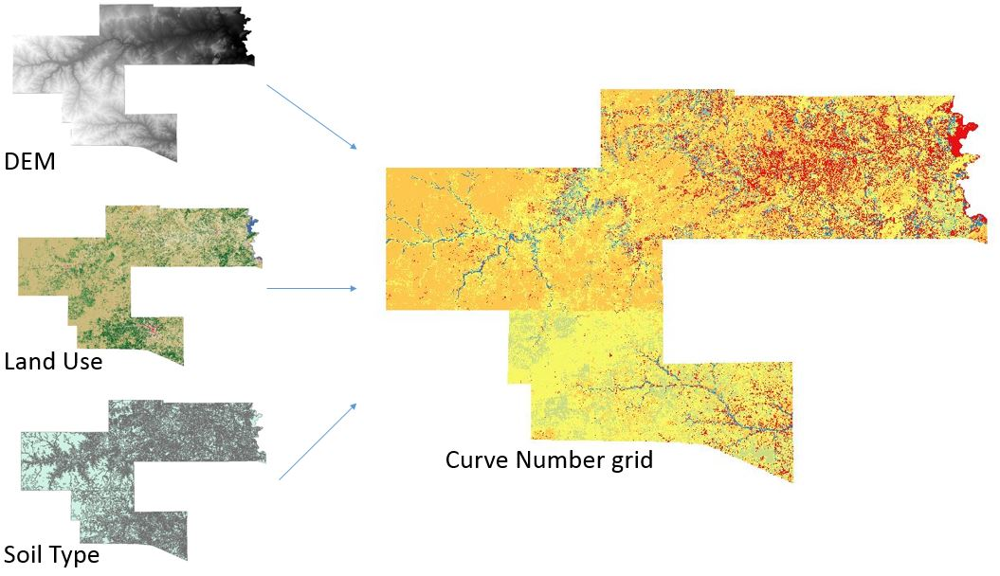 DEM
Land Use
Soil Type
Curve Number grid